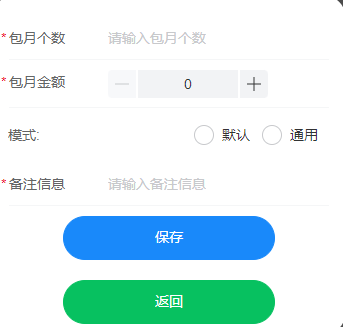 *包月个数 请输入包月个数
*包月金额 0
模式: 默认 通用
*备注信息 请输入备注信息
保存
返回